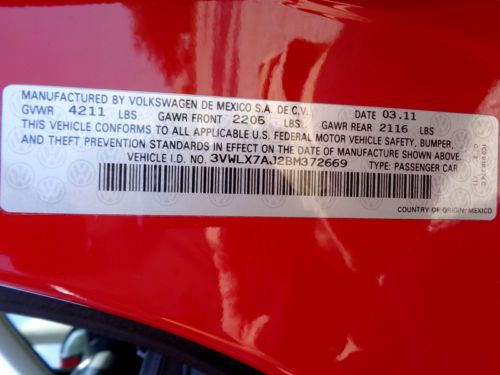 MANUFACTURED BY VOLKSWAGEN DE MEXICO S.A. DE C.V.
GVWR 4211 LBS GAWR FRONT 2205 LBS DATE 03.11 GAWR REAR 2116 LBS
THIS VEHICLE CONFORMS TO ALL APPLICABLE U.S. FEDERAL MOTOR VEHICLE SAFETY, BUMPER,
AND THEFT PREVENTION STANDARDS IN EFFECT ON THE DATE OF MANUFACTURE SHOWN ABOVE.
VEHICLE I.D. NO. 3VWLX7AJ2BM372669 TYPE: PASSENGER CAR
COUNTRY OF ORIGIN: MEXICO